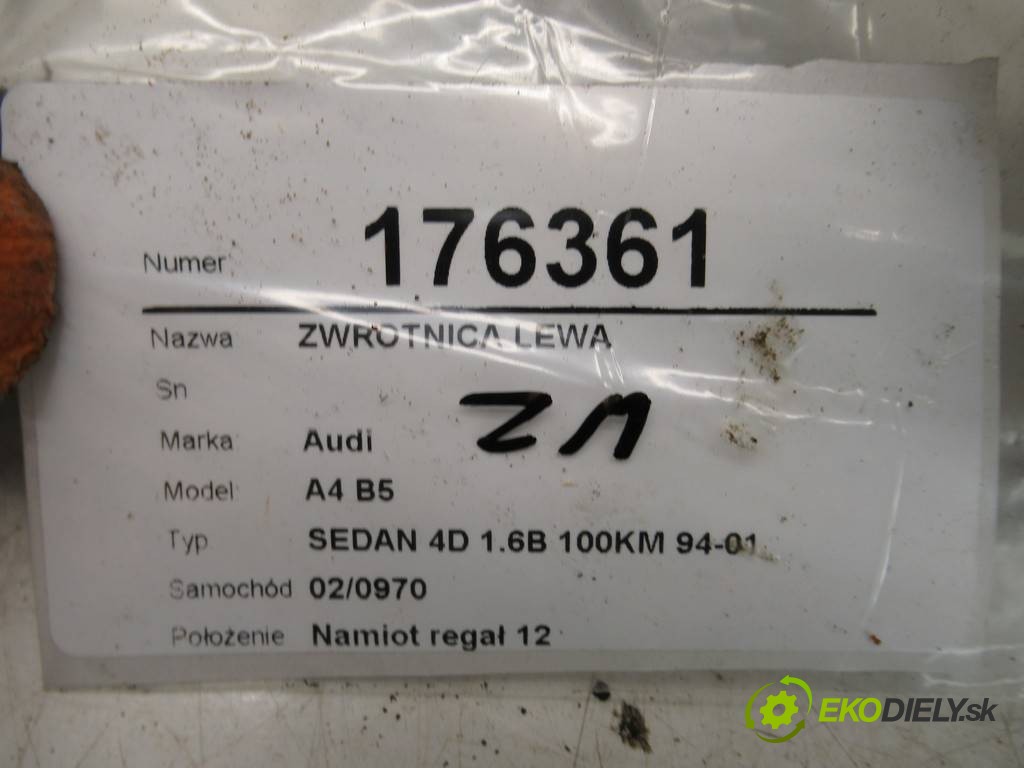 Numer 176361
Nazwa ZWROTNICA LEWA
Sn
Marka Audi
Model A4 B5
Typ SEDAN 4D 1.6B 100KM 94-01
Samochód 02/0970
Położenie Namiot regał 12
EKODIELY.sk